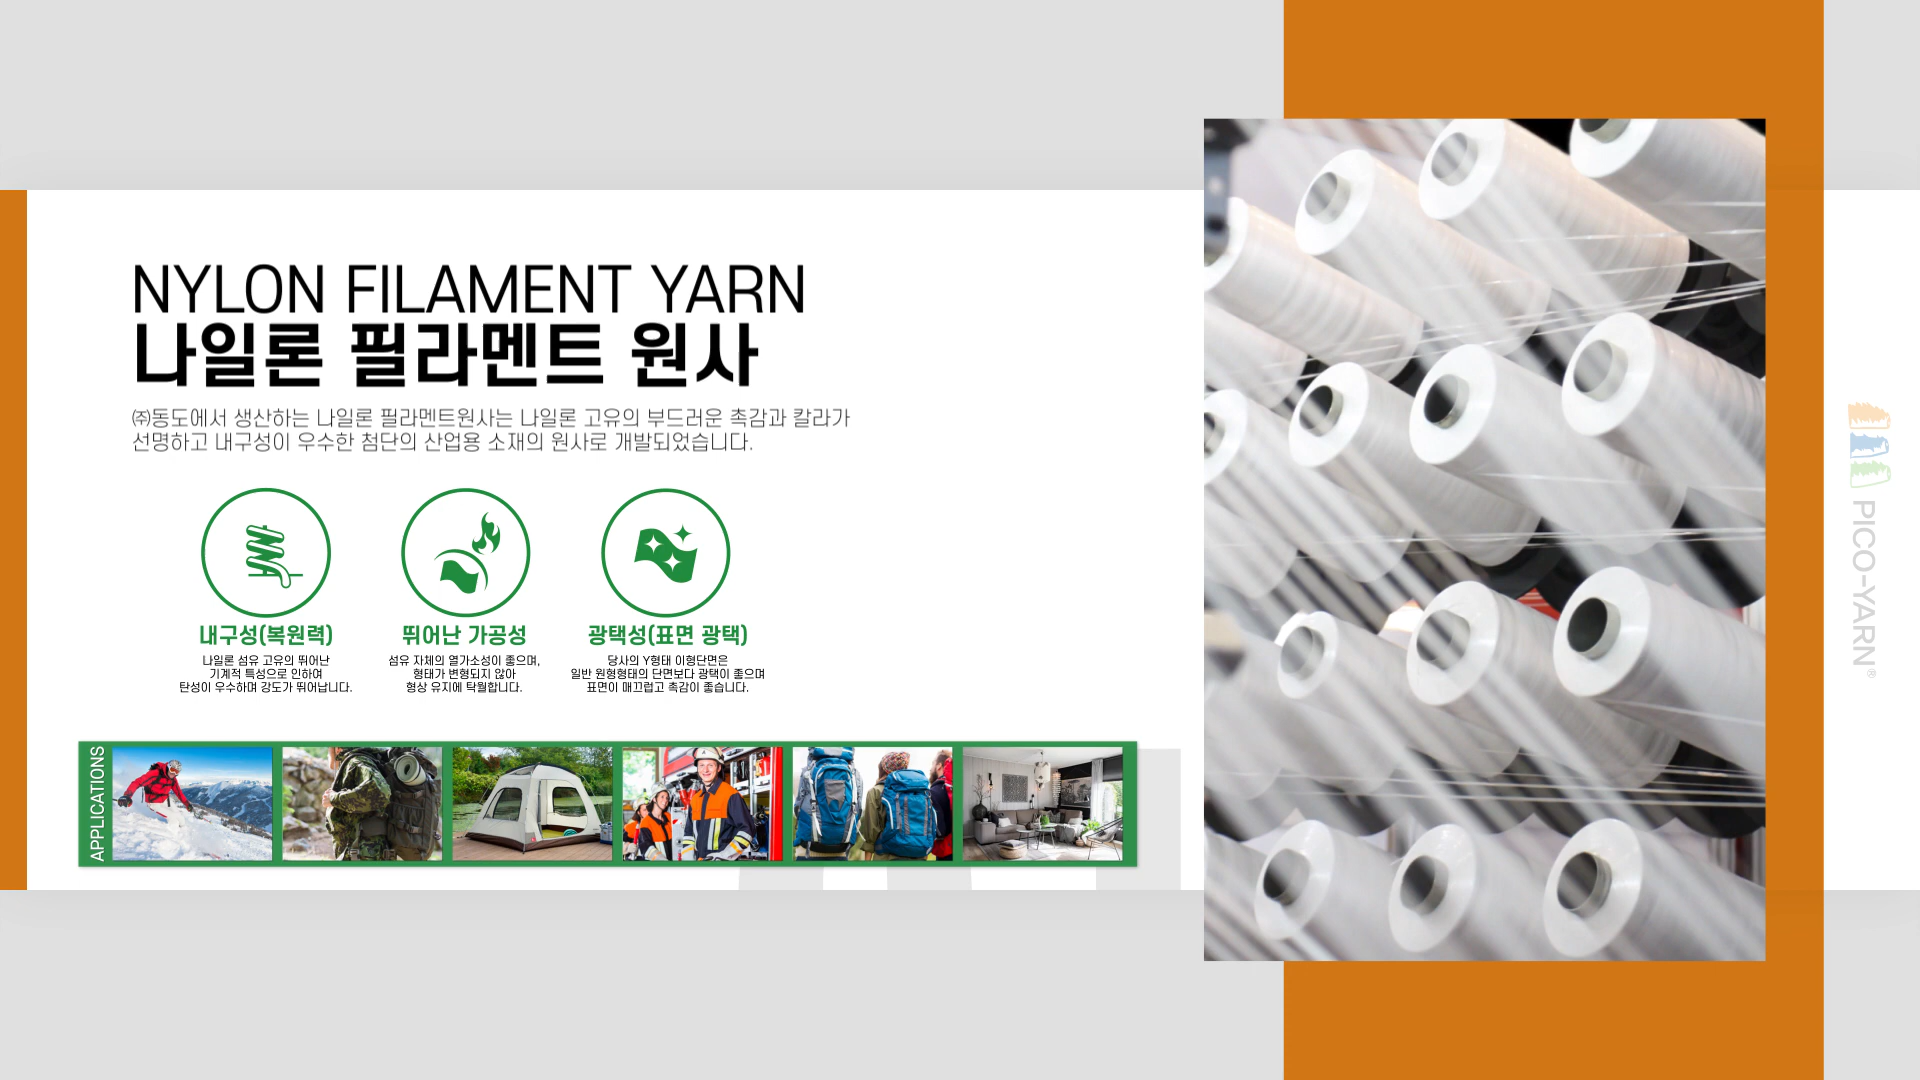 NYLON FILAMENT YARN
나일론 필라멘트 원사
㈜동도에서 생산하는 나일론 필라멘트원사는 나일론 고유의 부드러운 촉감과 칼라가
선명하고 내구성이 우수한 첨단의 산업용 소재의 원사로 개발되었습니다.
내구성(복원력)
나일론 섬유 고유의 뛰어난
기계적 특성으로 인하여
탄성이 우수하며 강도가 뛰어납니다.
뛰어난 가공성
섬유 자체의 열가소성이 좋으며,
형태가 변형되지 않아
형상 유지에 탁월합니다.
광택성(표면 광택)
당사의 Y형태 이형단면은
일반 원형형태의 단면보다 광택이 좋으며
표면이 매끄럽고 촉감이 좋습니다.
APPLICATIONS
PICO-YARN®